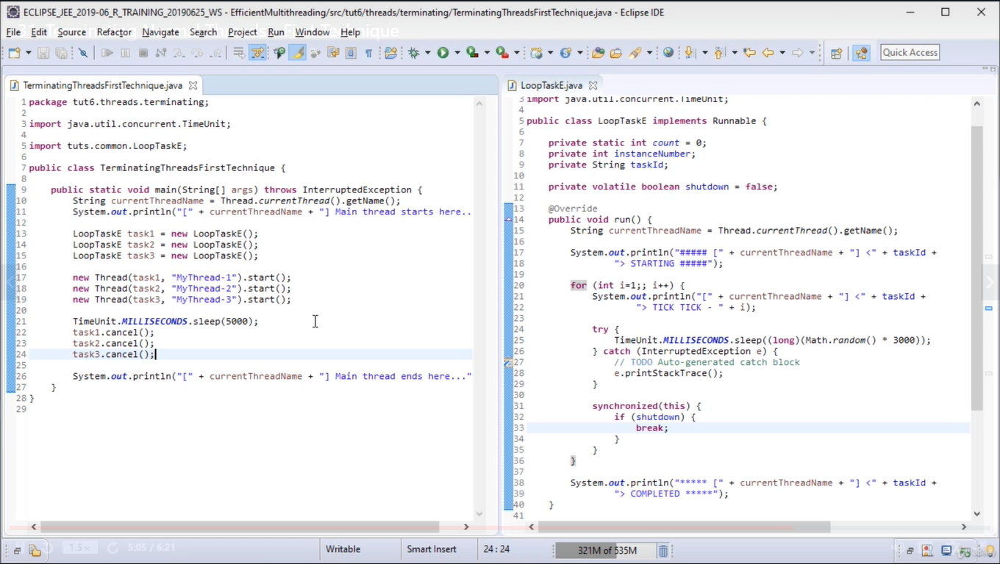 ECLIPSE_JEE_2019-06_R_TRAINING_20190625_WS - EfficientMultithreading/src/tut6/threads/terminating/TerminatingThreadsFirstTechnique.java - Eclipse IDE
File Edit Source Refactor Navigate Search Project Run Window Help
Quick Access
TerminatingThreadsFirstTechnique.java
1 package tut6.threads.terminating;
2
3 import java.util.concurrent.TimeUnit;
4
5 import tuts.common.LoopTaskE;
6
7 public class TerminatingThreadsFirstTechnique {
8
9 public static void main(String[] args) throws InterruptedException {
10 String currentThreadName = Thread.currentThread().getName();
11 System.out.println("[" + currentThreadName + "] Main thread starts here..
12
13 LoopTaskE task1 = new LoopTaskE();
14 LoopTaskE task2 = new LoopTaskE();
15 LoopTaskE task3 = new LoopTaskE();
16
17 new Thread(task1, "MyThread-1").start();
18 new Thread(task2, "MyThread-2").start();
19 new Thread(task3, "MyThread-3").start();
20
21 TimeUnit.MILLISECONDS.sleep(5000);
22 task1.cancel();
23 task2.cancel();
24 task3.cancel();
25
26 System.out.println("[" + currentThreadName + "] Main thread ends here..."
27 }
28 }
29
LoopTaskE.java
3 import java.util.concurrent.TimeUnit;
4
5 public class LoopTaskE implements Runnable {
6
7 private static int count = 0;
8 private int instanceNumber;
9 private String taskId;
10
11 private volatile boolean shutdown = false;
12
13 @Override
14 public void run() {
15 String currentThreadName = Thread.currentThread().getName();
16
17 System.out.println("##### [" + currentThreadName + "] <" + taskId +
18 "> STARTING #####");
19
20 for (int i=1;; i++) {
21 System.out.println("[" + currentThreadName + "] <" + taskId +
22 "> TICK TICK - " + i);
23
24 try {
25 TimeUnit.MILLISECONDS.sleep((long)(Math.random() * 3000));
26 } catch (InterruptedException e) {
27 // TODO Auto-generated catch block
28 e.printStackTrace();
29 }
30
31 synchronized(this) {
32 if (shutdown) {
33 break;
34 }
35 }
36 }
37
38 System.out.println("***** [" + currentThreadName + "] <" + taskId +
39 "> COMPLETED *****");
40 }
41
1.5 x 5:05 / 6:21
Writable Smart Insert 24 : 24 321M of 535M